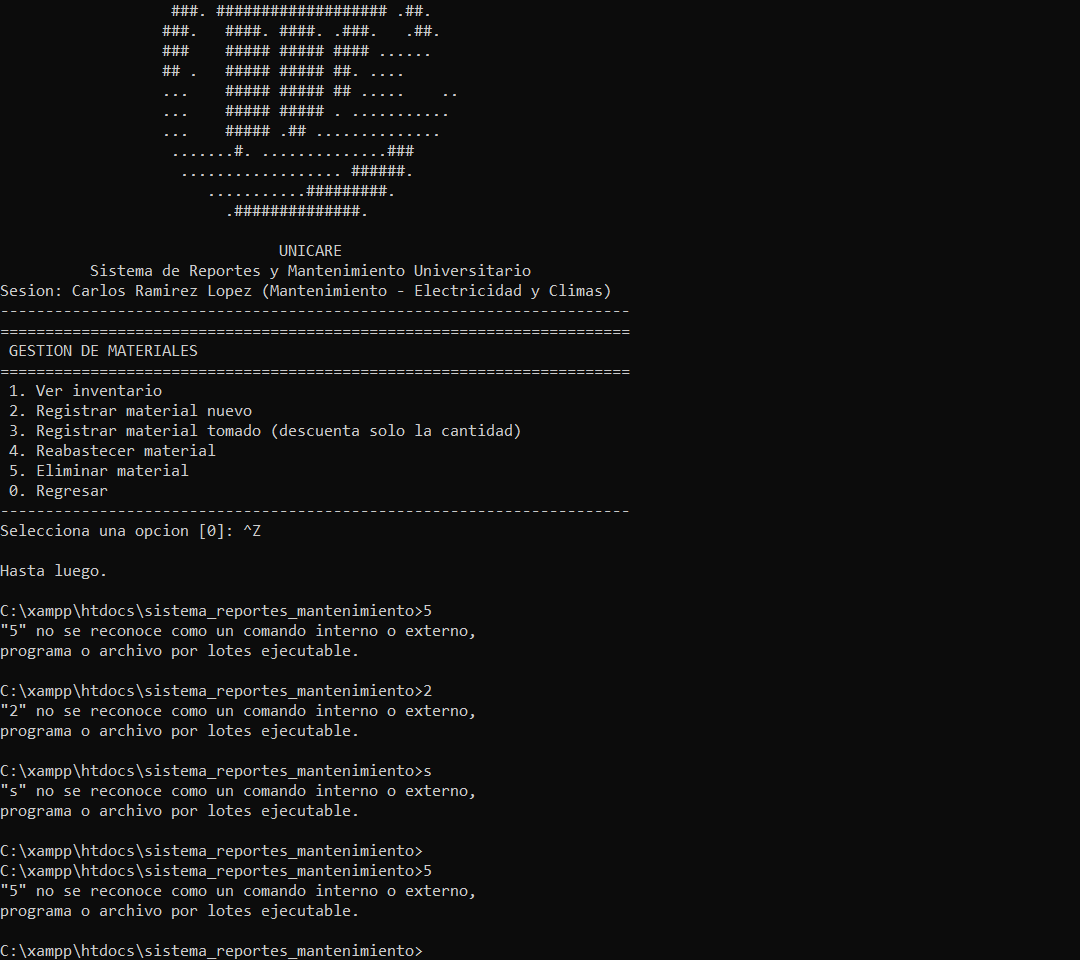 ###. ################### .##.
###.   ####. ####. .###.   .##.
###    ##### ##### #### ......
## .   ##### ##### ##. ....
...    ##### ##### ## .....    ..
...    ##### ##### . ...........
...    ##### .## ..............
.......#. ..............###
.................. ######.
...........#########.
.##############.
UNICARE
Sistema de Reportes y Mantenimiento Universitario
Sesion: Carlos Ramirez Lopez (Mantenimiento - Electricidad y Climas)
----------------------------------------------------------------------
======================================================================
GESTION DE MATERIALES
======================================================================
1. Ver inventario
2. Registrar material nuevo
3. Registrar material tomado (descuenta solo la cantidad)
4. Reabastecer material
5. Eliminar material
0. Regresar
----------------------------------------------------------------------
Selecciona una opcion [0]: ^Z
Hasta luego.
C:\xampp\htdocs\sistema_reportes_mantenimiento>5
"5" no se reconoce como un comando interno o externo,
programa o archivo por lotes ejecutable.
C:\xampp\htdocs\sistema_reportes_mantenimiento>2
"2" no se reconoce como un comando interno o externo,
programa o archivo por lotes ejecutable.
C:\xampp\htdocs\sistema_reportes_mantenimiento>s
"s" no se reconoce como un comando interno o externo,
programa o archivo por lotes ejecutable.
C:\xampp\htdocs\sistema_reportes_mantenimiento>
C:\xampp\htdocs\sistema_reportes_mantenimiento>5
"5" no se reconoce como un comando interno o externo,
programa o archivo por lotes ejecutable.
C:\xampp\htdocs\sistema_reportes_mantenimiento>